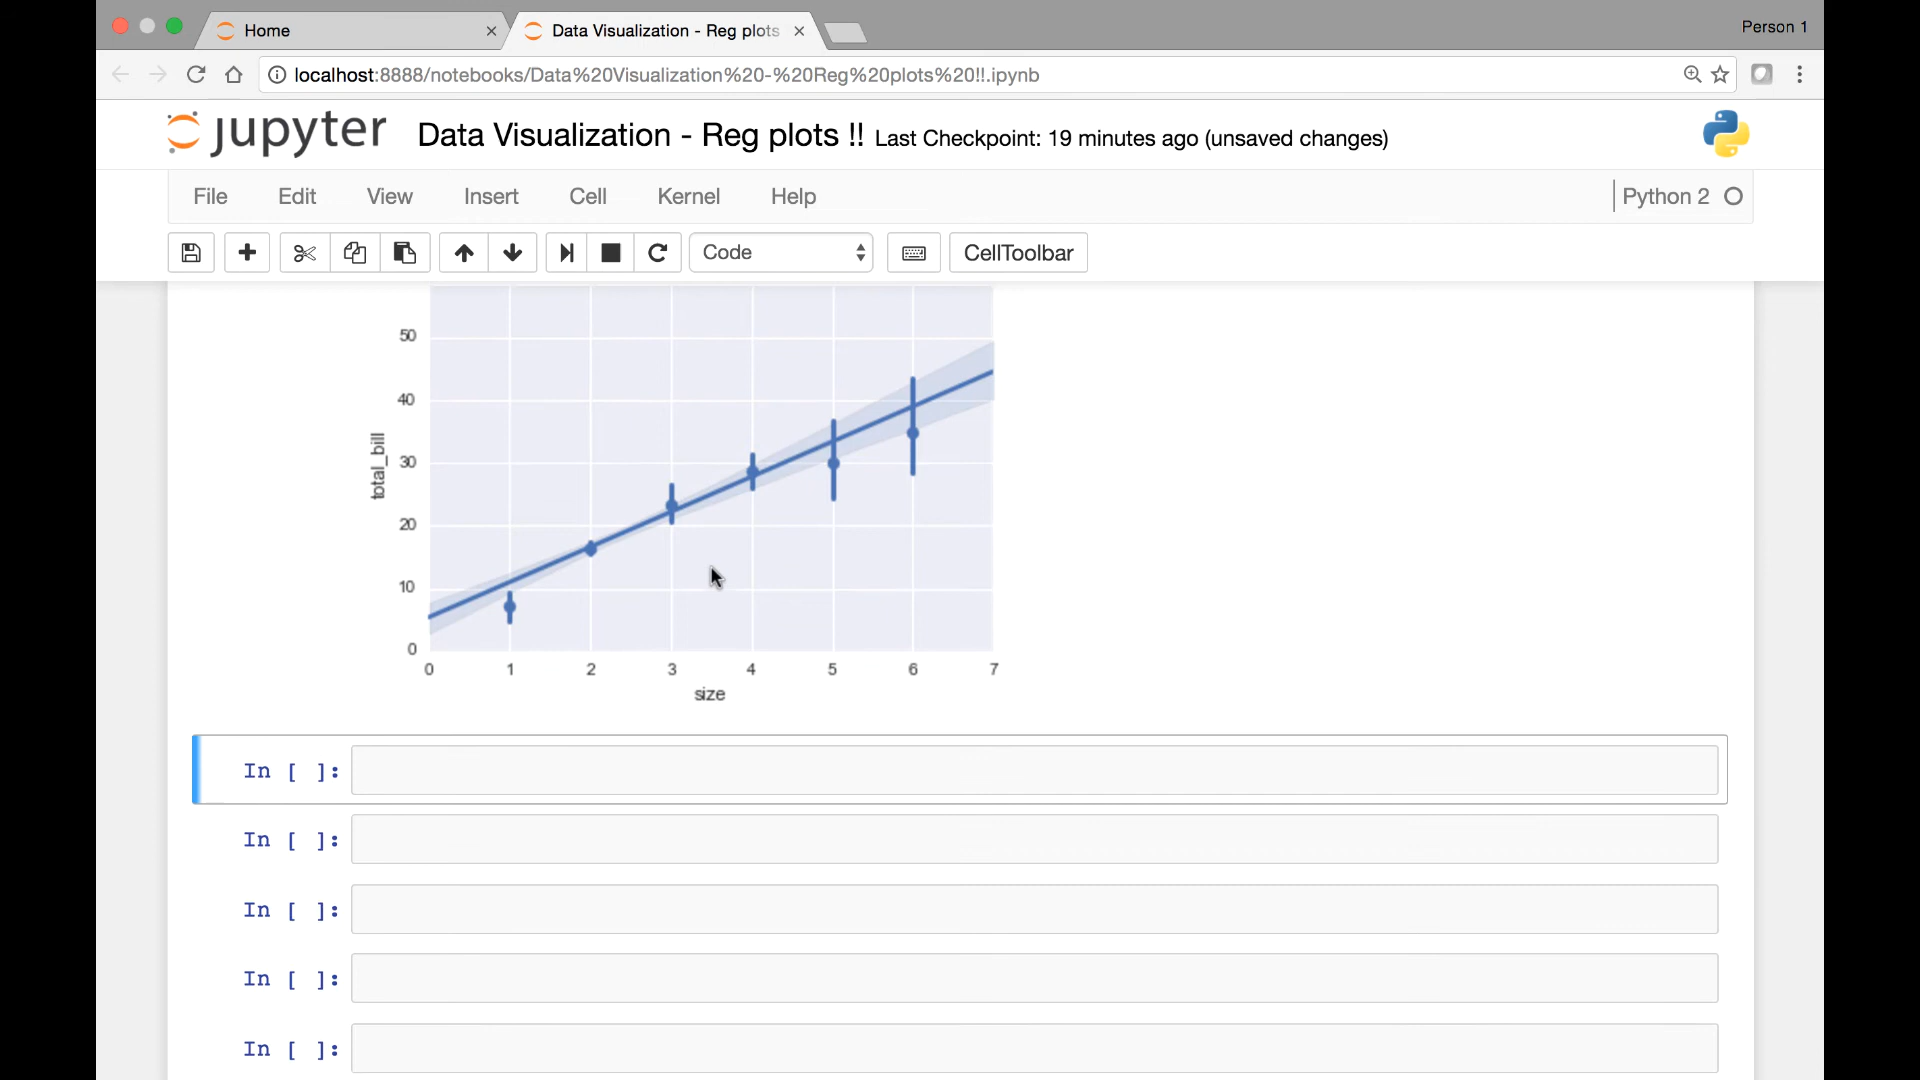 Home
Data Visualization - Reg plots
Person 1
localhost:8888/notebooks/Data%20Visualization%20-%20Reg%20plots%20!!.ipynb
jupyter
Data Visualization - Reg plots !! Last Checkpoint: 19 minutes ago (unsaved changes)
File Edit View Insert Cell Kernel Help
Python 2
Code
CellToolbar
50
40
30
20
10
0
total_bill
0 1 2 3 4 5 6 7
size
In [ ]:
In [ ]:
In [ ]:
In [ ]:
In [ ]: